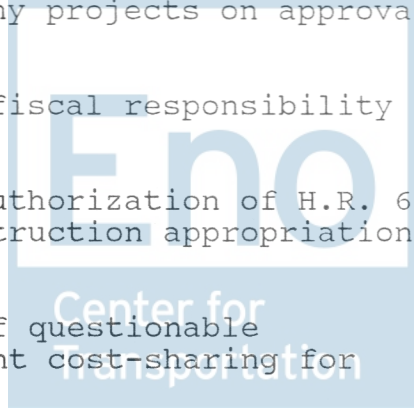 ny projects on approva
fiscal responsibility
Eno
uthorization of H.R. 6
truction appropriation
Center for
f questionable
Transportation
nt cost-sharing for